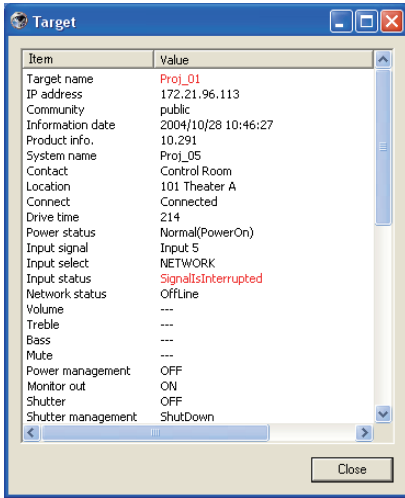 Target
Item Value
Target name Proj_01
IP address 172.21.96.113
Community public
Information date 2004/10/28 10:46:27
Product info. 10.291
System name Proj_05
Contact Control Room
Location 101 Theater A
Connect Connected
Drive time 214
Power status Normal(PowerOn)
Input signal Input 5
Input select NETWORK
Input status SignalIsInterrupted
Network status OffLine
Volume ---
Treble ---
Bass ---
Mute ---
Power management OFF
Monitor out ON
Shutter OFF
Shutter management ShutDown
Close